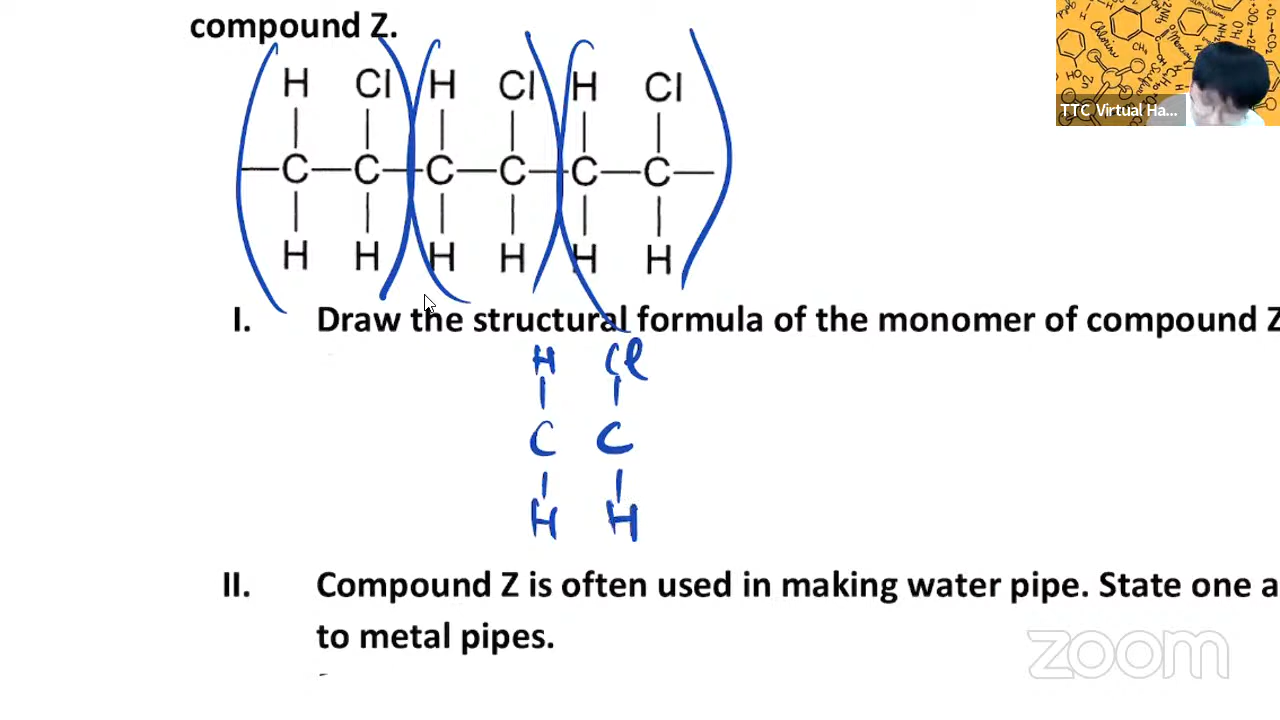 compound Z.
H Cl H Cl H Cl
C C C C C C
H H H H H H
I. Draw the structural formula of the monomer of compound Z
H Cl
C C
H H
II. Compound Z is often used in making water pipe. State one a
to metal pipes.
TTC Virtual Ha...
zoom